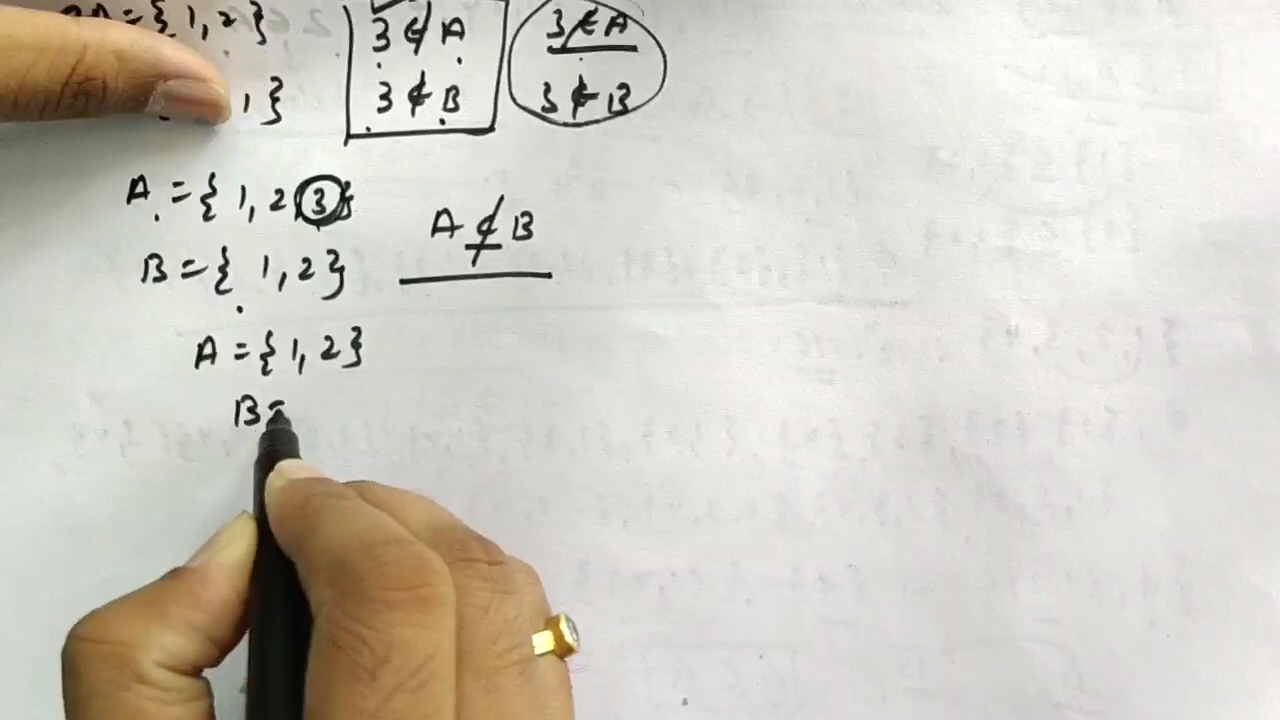 A = { 1, 2 }
3 ∉ A
3 ∉ B
3 ∉ A
3 ∉ B
1 }
A = { 1, 2, 3 }
B = { 1, 2 }
A ⊄ B
A = { 1, 2 }
B =